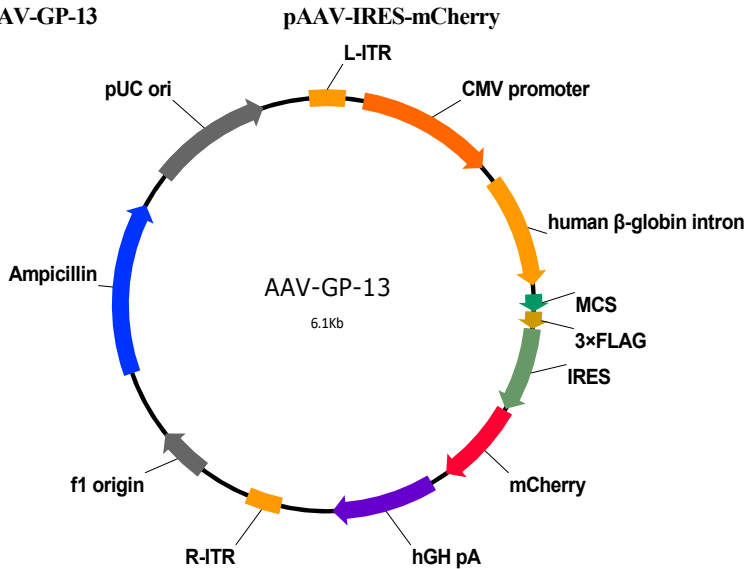 AV-GP-13 pAAV-IRES-mCherry
L-ITR
pUC ori
CMV promoter
human β-globin intron
Ampicillin
AAV-GP-13
6.1Kb
MCS
3×FLAG
IRES
mCherry
f1 origin
R-ITR
hGH pA